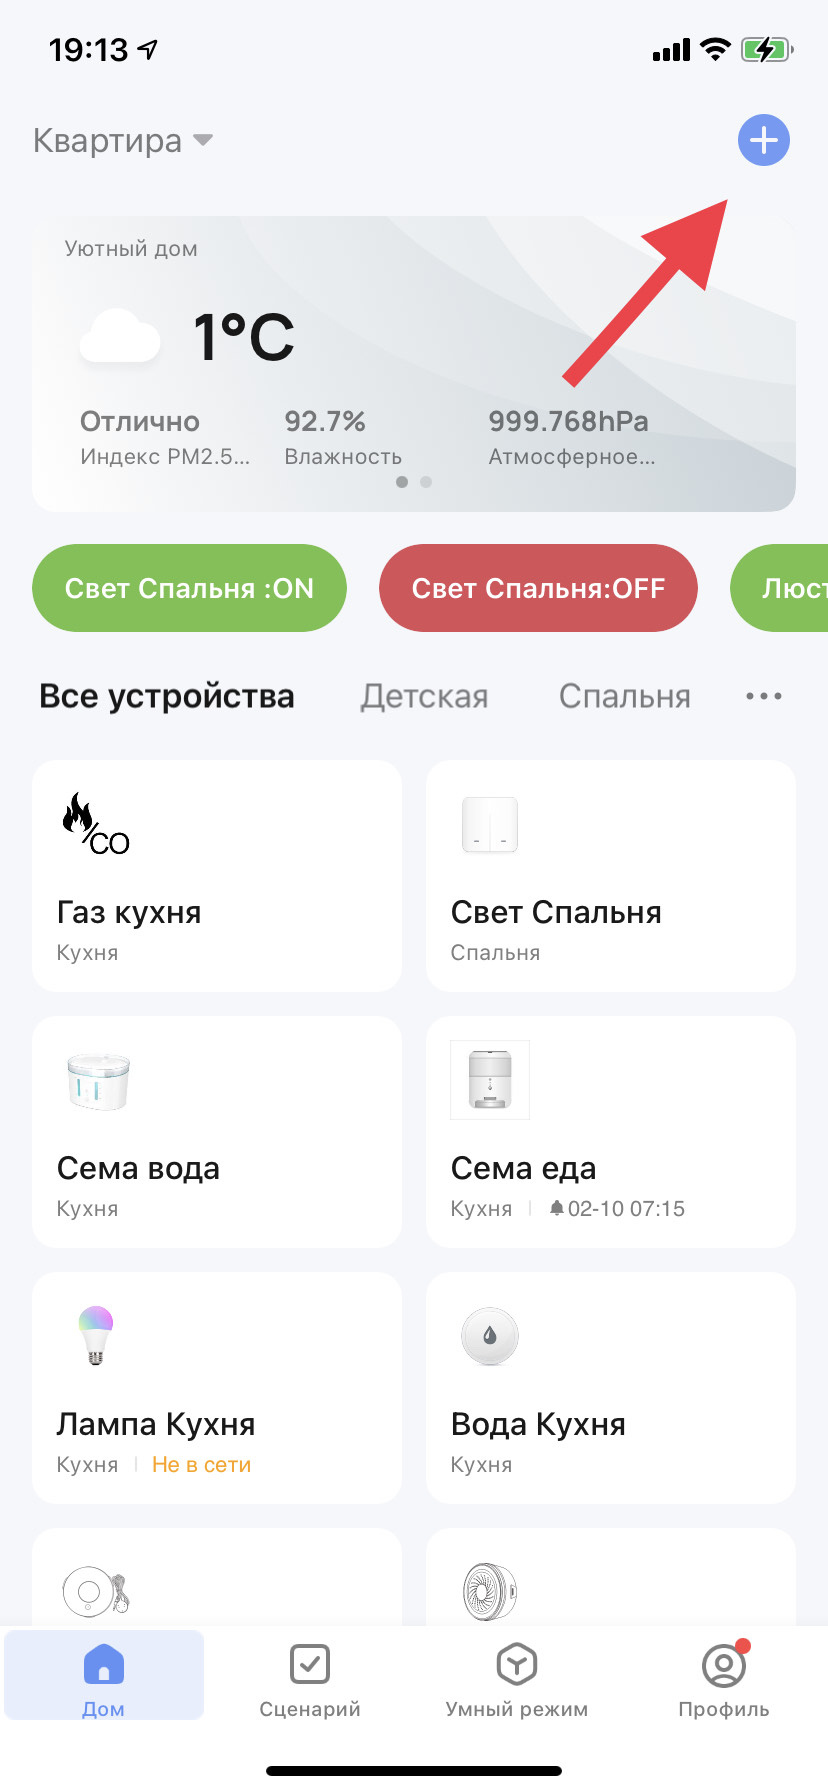 19:13
Квартира
Уютный дом
1°C
Отлично 92.7% 999.768hPa
Индекс PM2.5... Влажность Атмосферное...
Свет Спальня :ON Свет Спальня:OFF Люст
Все устройства Детская Спальня ...
CO
Газ кухня
Кухня
Свет Спальня
Спальня
Сема вода
Кухня
Сема еда
Кухня | 02-10 07:15
Лампа Кухня
Кухня | Не в сети
Вода Кухня
Кухня
Дом Сценарий Умный режим Профиль